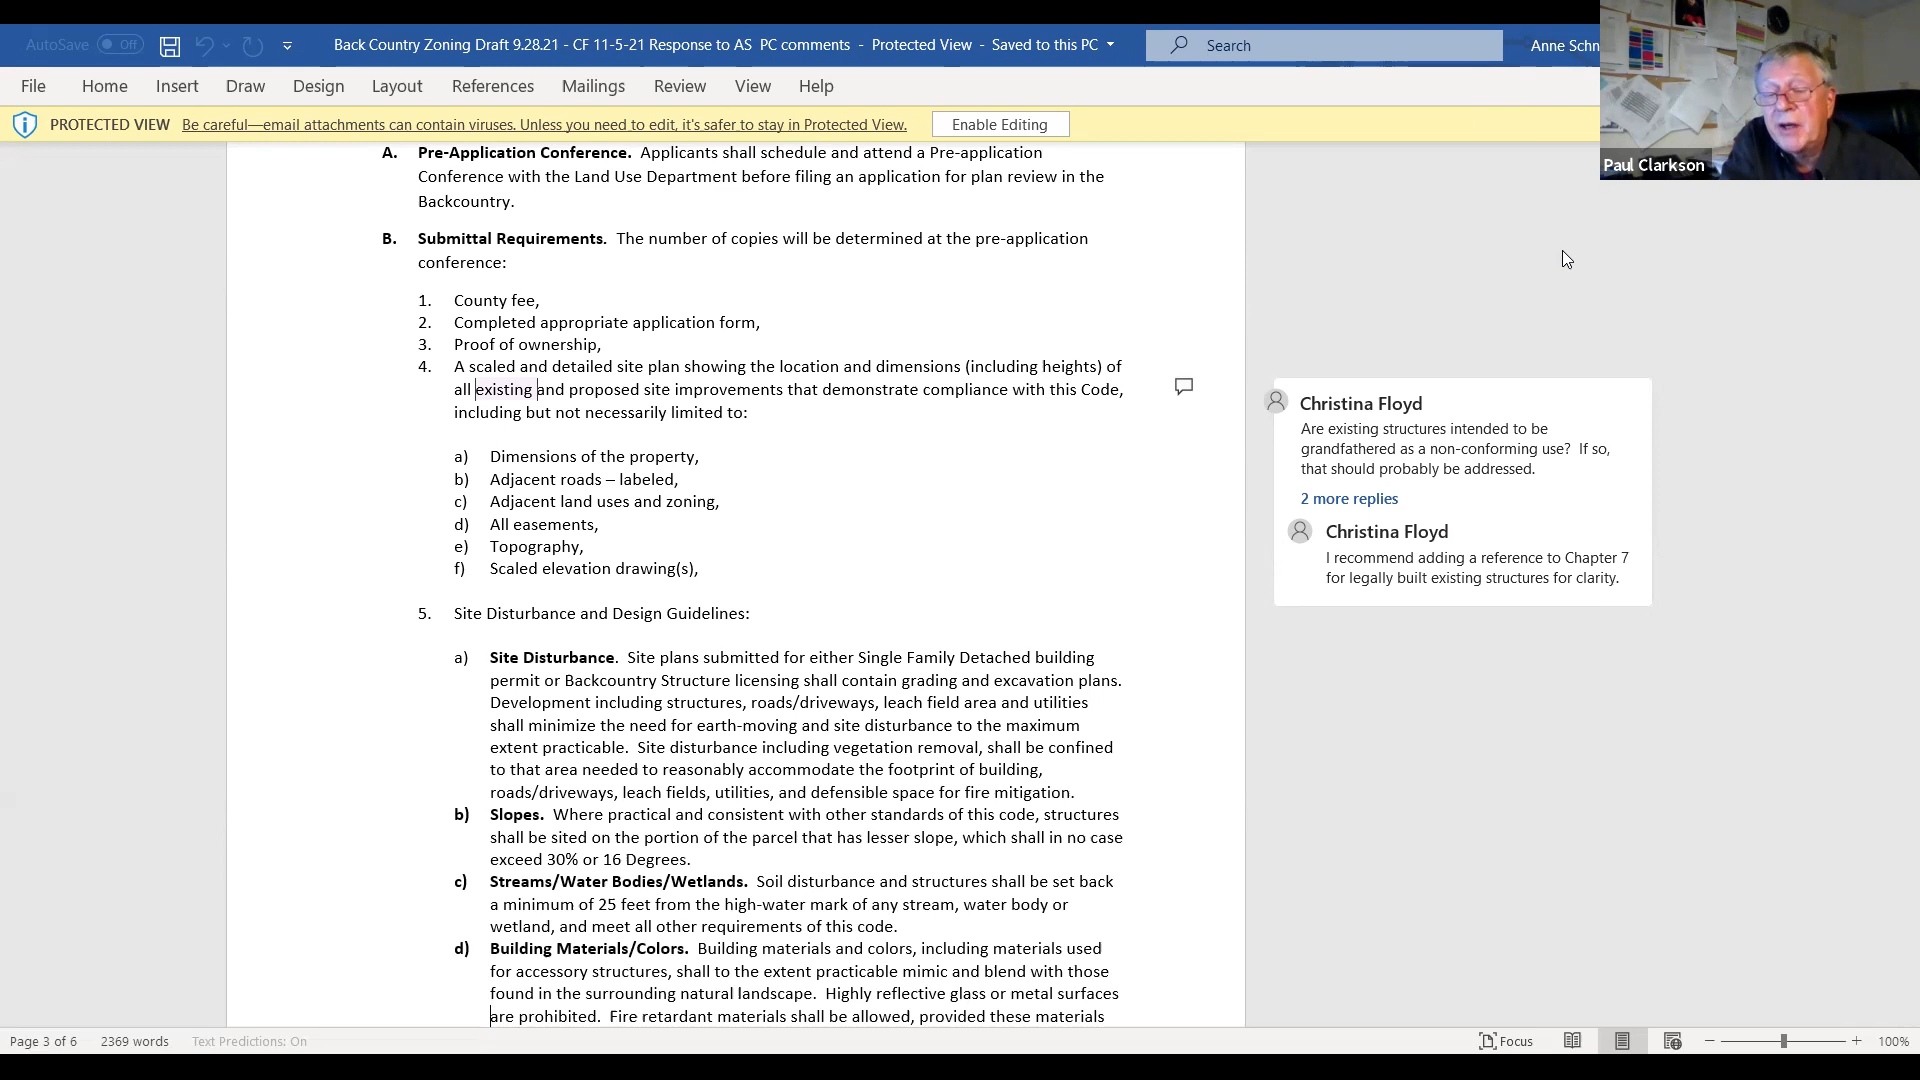 AutoSave Off
Back Country Zoning Draft 9.28.21 - CF 11-5-21 Response to AS PC comments - Protected View - Saved to this PC
Search
Anne Schn
File Home Insert Draw Design Layout References Mailings Review View Help
PROTECTED VIEW Be careful—email attachments can contain viruses. Unless you need to edit, it's safer to stay in Protected View. Enable Editing
Paul Clarkson
A. Pre-Application Conference. Applicants shall schedule and attend a Pre-application
Conference with the Land Use Department before filing an application for plan review in the
Backcountry.
B. Submittal Requirements. The number of copies will be determined at the pre-application
conference:
1. County fee,
2. Completed appropriate application form,
3. Proof of ownership,
4. A scaled and detailed site plan showing the location and dimensions (including heights) of
all existing and proposed site improvements that demonstrate compliance with this Code,
including but not necessarily limited to:
a) Dimensions of the property,
b) Adjacent roads – labeled,
c) Adjacent land uses and zoning,
d) All easements,
e) Topography,
f) Scaled elevation drawing(s),
5. Site Disturbance and Design Guidelines:
a) Site Disturbance. Site plans submitted for either Single Family Detached building
permit or Backcountry Structure licensing shall contain grading and excavation plans.
Development including structures, roads/driveways, leach field area and utilities
shall minimize the need for earth-moving and site disturbance to the maximum
extent practicable. Site disturbance including vegetation removal, shall be confined
to that area needed to reasonably accommodate the footprint of building,
roads/driveways, leach fields, utilities, and defensible space for fire mitigation.
b) Slopes. Where practical and consistent with other standards of this code, structures
shall be sited on the portion of the parcel that has lesser slope, which shall in no case
exceed 30% or 16 Degrees.
c) Streams/Water Bodies/Wetlands. Soil disturbance and structures shall be set back
a minimum of 25 feet from the high-water mark of any stream, water body or
wetland, and meet all other requirements of this code.
d) Building Materials/Colors. Building materials and colors, including materials used
for accessory structures, shall to the extent practicable mimic and blend with those
found in the surrounding natural landscape. Highly reflective glass or metal surfaces
are prohibited. Fire retardant materials shall be allowed, provided these materials
Christina Floyd
Are existing structures intended to be
grandfathered as a non-conforming use? If so,
that should probably be addressed.
2 more replies
Christina Floyd
I recommend adding a reference to Chapter 7
for legally built existing structures for clarity.
Page 3 of 6 2369 words Text Predictions: On
Focus
100%